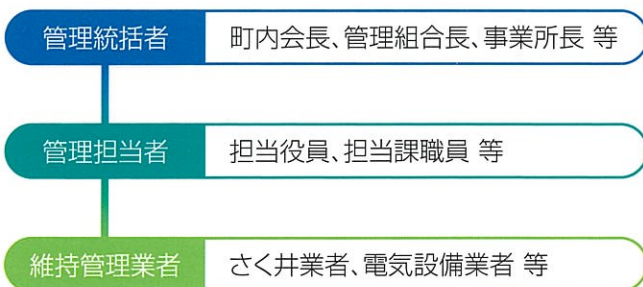 管理統括者 町内会長、管理組合長、事業所長 等
管理担当者 担当役員、担当課職員 等
維持管理業者 さく井業者、電気設備業者 等